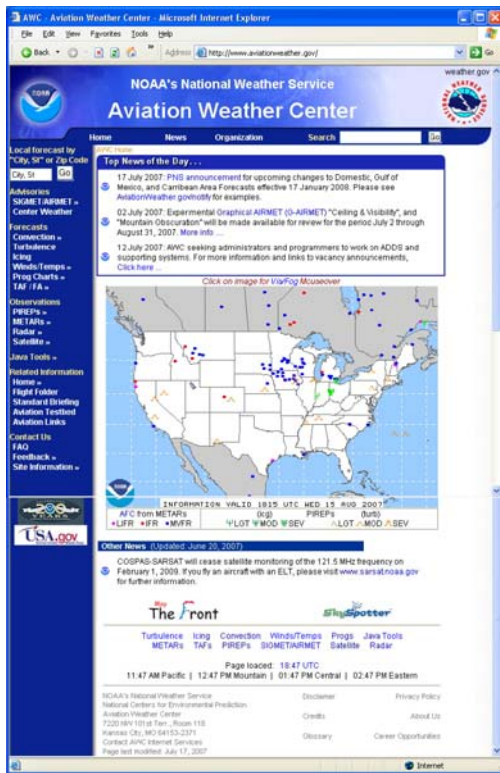 AWC - Aviation Weather Center - Microsoft Internet Explorer
File Edit View Favorites Tools Help
Back Address http://www.aviationweather.gov/ Go
weather.gov
NOAA's National Weather Service
Aviation Weather Center
NOAA
Home News Organization Search Go
Local forecast by
"City, St" or Zip Code
City, St Go
Advisories
SIGMET/AIRMET »
Center Weather
Forecasts
Convection »
Turbulence
Icing
Winds/Temps »
Prog Charts »
TAF / FA »
Observations
PIREPs »
METARs »
Radar »
Satellite »
Java Tools »
Related Information
Home »
Flight Folder
Standard Briefing
Aviation Testbed
Aviation Links
Contact Us
FAQ
Feedback »
Site Information »
USA.gov
AWC Home
Top News of the Day . . .
17 July 2007: PNS announcement for upcoming changes to Domestic, Gulf of
Mexico, and Carribean Area Forecasts effective 17 January 2008. Please see
AviationWeather.gov/notify for examples.
02 July 2007: Experimental Graphical AIRMET (G-AIRMET) "Ceiling & Visibility", and
"Mountain Obscuration" will be made available for review for the period July 2 through
August 31, 2007. More info ...
12 July 2007: AWC seeking administrators and programmers to work on ADDS and
supporting systems. For more information and links to vacancy announcements,
Click here ...
Click on image for Vis/Fog Mouseover
NOAA
INFORMATION VALID 1815 UTC WED 15 AUG 2007
AFC from METARs (icg) PIREPs (turb)
LIFR IFR MVFR LGT MOD SEV LGT MOD SEV
Other News (Updated: June 20, 2007)
COSPAS-SARSAT will cease satellite monitoring of the 121.5 MHz frequency on
February 1, 2009. If you fly an aircraft with an ELT, please visit www.sarsat.noaa.gov
for further information.
The Front SkySpotter
Turbulence Icing Convection Winds/Temps Progs Java Tools
METARs TAFs PIREPs SIGMET/AIRMET Satellite Radar
Page loaded: 18:47 UTC
11:47 AM Pacific | 12:47 PM Mountain | 01:47 PM Central | 02:47 PM Eastern
NOAA's National Weather Service
National Centers for Environmental Prediction
Aviation Weather Center
7220 NW 101st Terr., Room 118
Kansas City, MO 64153-2371
Contact AWC Internet Services
Page last modified: July 17, 2007
Disclaimer Privacy Policy
Credits About Us
Glossary Career Opportunities
Internet